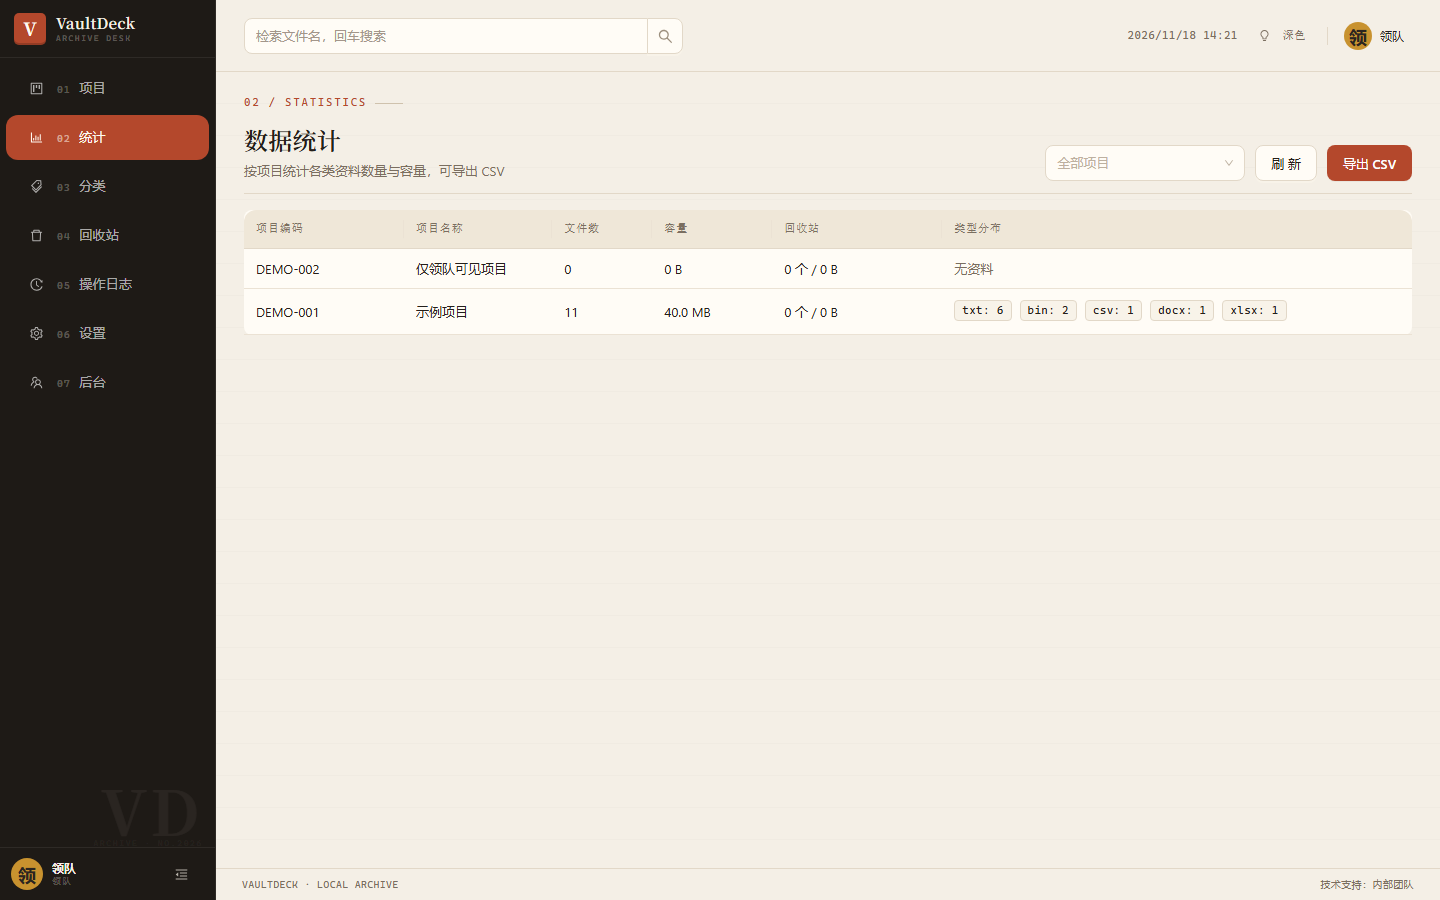 V
VaultDeck
ARCHIVE DESK
01 项目
02 统计
03 分类
04 回收站
05 操作日志
06 设置
07 后台
VD
领
领队
领队
检索文件名，回车搜索
2026/11/18 14:21
深色
领
领队
02 / STATISTICS
数据统计
按项目统计各类资料数量与容量，可导出 CSV
全部项目
刷 新
导出 CSV
项目编码 项目名称 文件数 容量 回收站 类型分布
DEMO-002 仅领队可见项目 0 0 B 0 个 / 0 B 无资料
DEMO-001 示例项目 11 40.0 MB 0 个 / 0 B txt: 6 bin: 2 csv: 1 docx: 1 xlsx: 1
VAULTDECK · LOCAL ARCHIVE
技术支持：内部团队